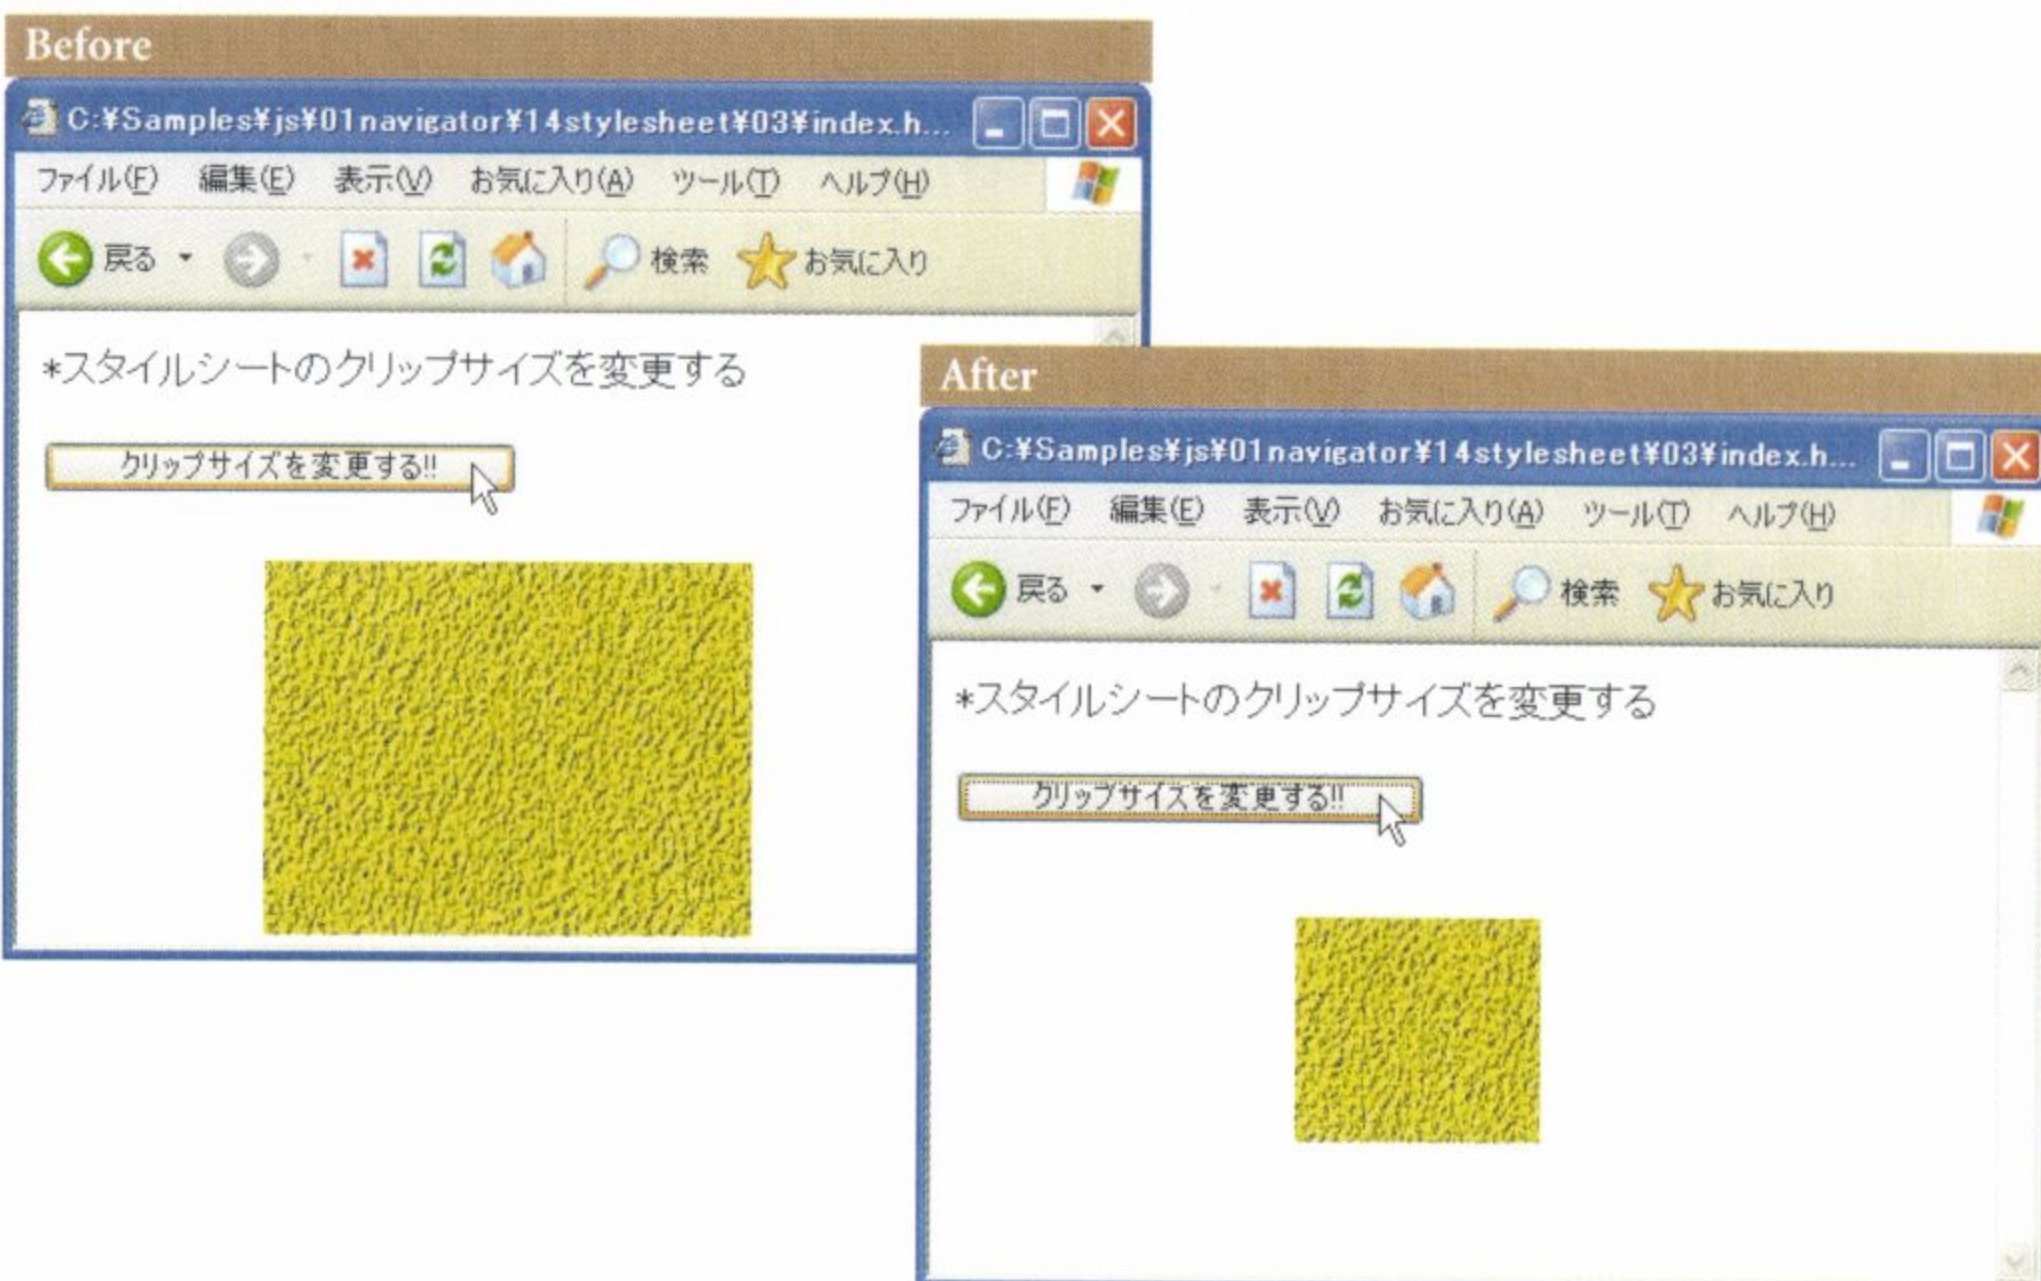 Before
C:¥Samples¥js¥01navigator¥14stylesheet¥03¥index.h...
ファイル(F) 編集(E) 表示(V) お気に入り(A) ツール(T) ヘルプ(H)
戻る 検索 お気に入り
*スタイルシートのクリップサイズを変更する
クリップサイズを変更する!!
After
C:¥Samples¥js¥01navigator¥14stylesheet¥03¥index.h...
ファイル(F) 編集(E) 表示(V) お気に入り(A) ツール(T) ヘルプ(H)
戻る 検索 お気に入り
*スタイルシートのクリップサイズを変更する
クリップサイズを変更する!!